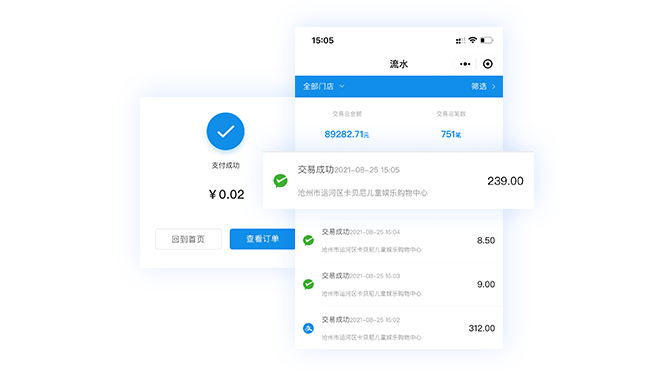 支付成功
¥0.02
回到首页 查看订单
15:05
流水
全部门店 筛选
交易总金额 交易总笔数
89282.71元 751笔
交易成功2021-08-25 15:05
沧州市运河区卡贝尼儿童娱乐购物中心
239.00
交易成功2021-08-25 15:04
沧州市运河区卡贝尼儿童娱乐购物中心
8.50
交易成功2021-08-25 15:03
沧州市运河区卡贝尼儿童娱乐购物中心
9.00
交易成功2021-08-25 15:02
沧州市运河区卡贝尼儿童娱乐购物中心
312.00